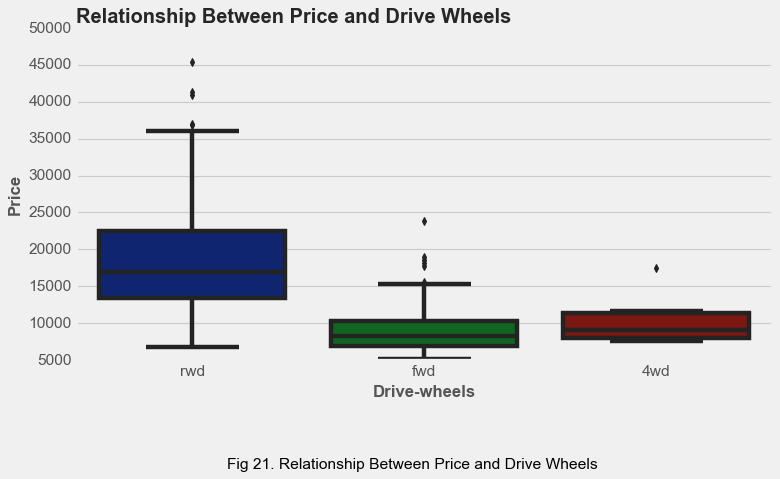 Relationship Between Price and Drive Wheels
50000
45000
40000
35000
30000
25000
20000
15000
10000
5000
Price
rwd fwd 4wd
Drive-wheels
Fig 21. Relationship Between Price and Drive Wheels